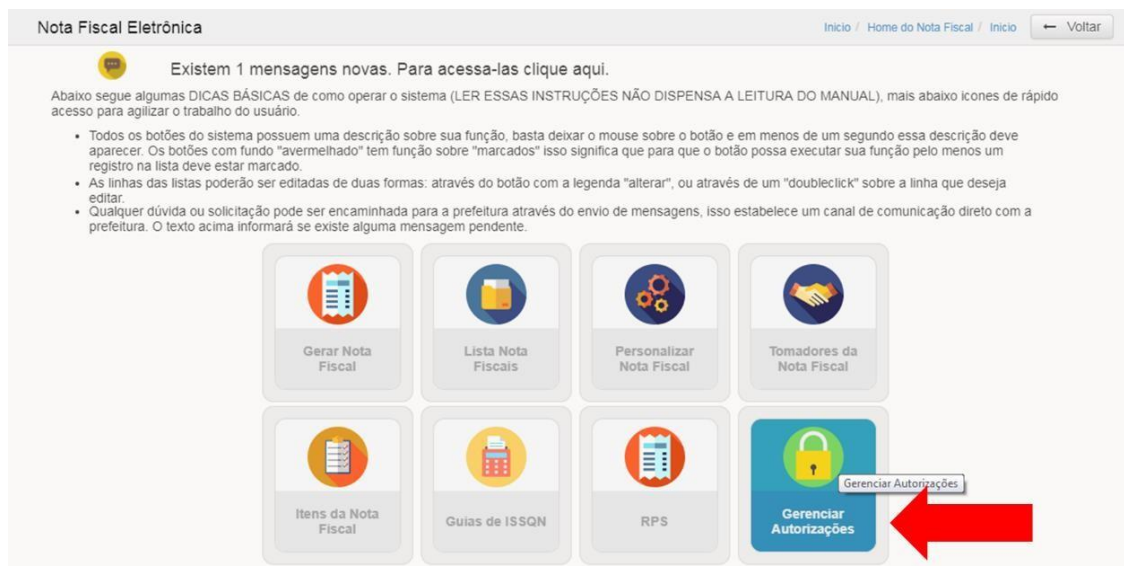 Nota Fiscal Eletrônica
Inicio / Home do Nota Fiscal / Inicio
← Voltar
Existem 1 mensagens novas. Para acessa-las clique aqui.
Abaixo segue algumas DICAS BÁSICAS de como operar o sistema (LER ESSAS INSTRUÇÕES NÃO DISPENSA A LEITURA DO MANUAL), mais abaixo icones de rápido
acesso para agilizar o trabalho do usuário.
• Todos os botões do sistema possuem uma descrição sobre sua função, basta deixar o mouse sobre o botão e em menos de um segundo essa descrição deve
aparecer. Os botões com fundo "avermelhado" tem função sobre "marcados" isso significa que para que o botão possa executar sua função pelo menos um
registro na lista deve estar marcado.
• As linhas das listas poderão ser editadas de duas formas: através do botão com a legenda "alterar", ou através de um "doubleclick" sobre a linha que deseja
editar.
• Qualquer dúvida ou solicitação pode ser encaminhada para a prefeitura através do envio de mensagens, isso estabelece um canal de comunicação direto com a
prefeitura. O texto acima informará se existe alguma mensagem pendente.
Gerar Nota
Fiscal
Lista Nota
Fiscais
Personalizar
Nota Fiscal
Tomadores da
Nota Fiscal
Itens da Nota
Fiscal
Guias de ISSQN
RPS
Gerenciar Autorizações
Gerenciar
Autorizações